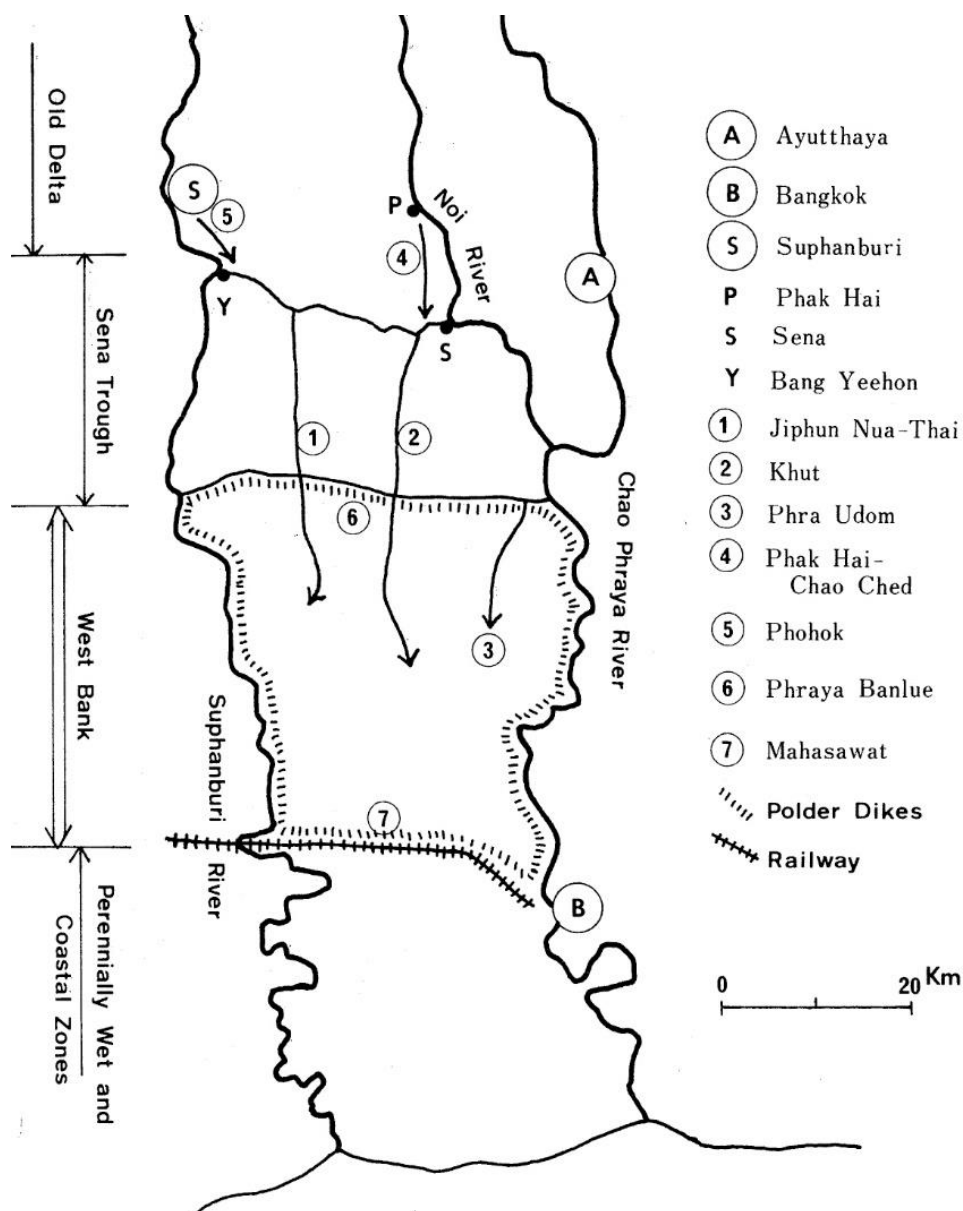 Old Delta
Sena Trough
West Bank
Perennially Wet and
Coastal Zones
S
5
P
Noi
River
4
A
Y
S
1
2
6
3
Chao Phraya River
Suphanburi
River
7
B
A Ayutthaya
B Bangkok
S Suphanburi
P Phak Hai
S Sena
Y Bang Yeehon
1 Jiphun Nua-Thai
2 Khut
3 Phra Udom
4 Phak Hai-
Chao Ched
5 Phohok
6 Phraya Banlue
7 Mahasawat
Polder Dikes
Railway
0 20 Km